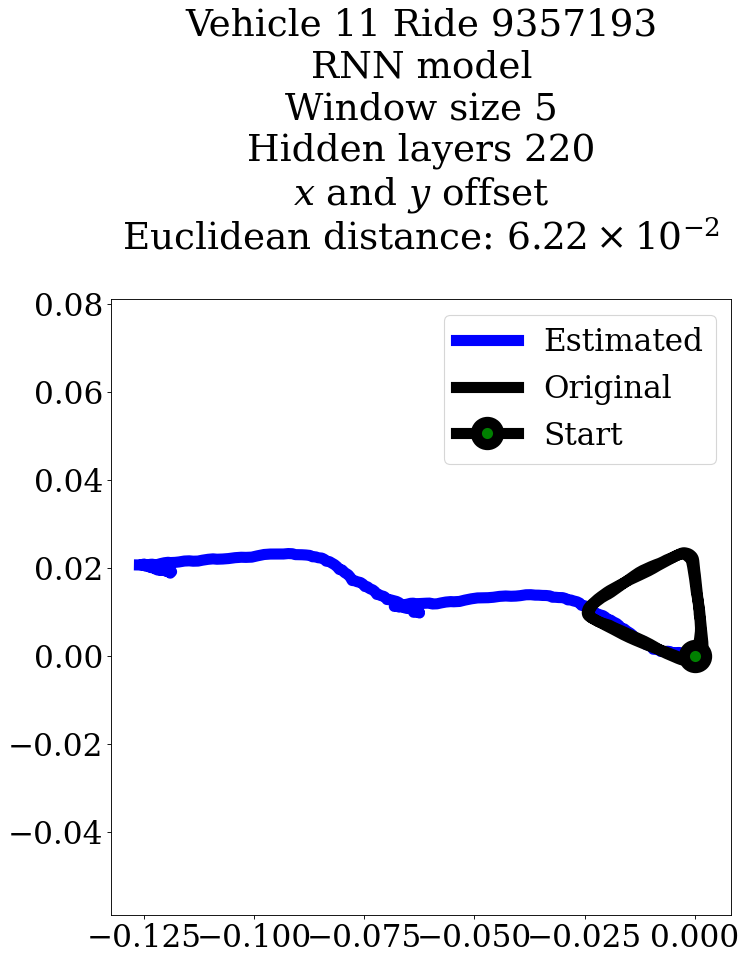 Vehicle 11 Ride 9357193
RNN model
Window size 5
Hidden layers 220
x and y offset
Euclidean distance: 6.22 × 10⁻²
Estimated
Original
Start
0.08
0.06
0.04
0.02
0.00
−0.02
−0.04
−0.125 −0.100 −0.075 −0.050 −0.025 0.000